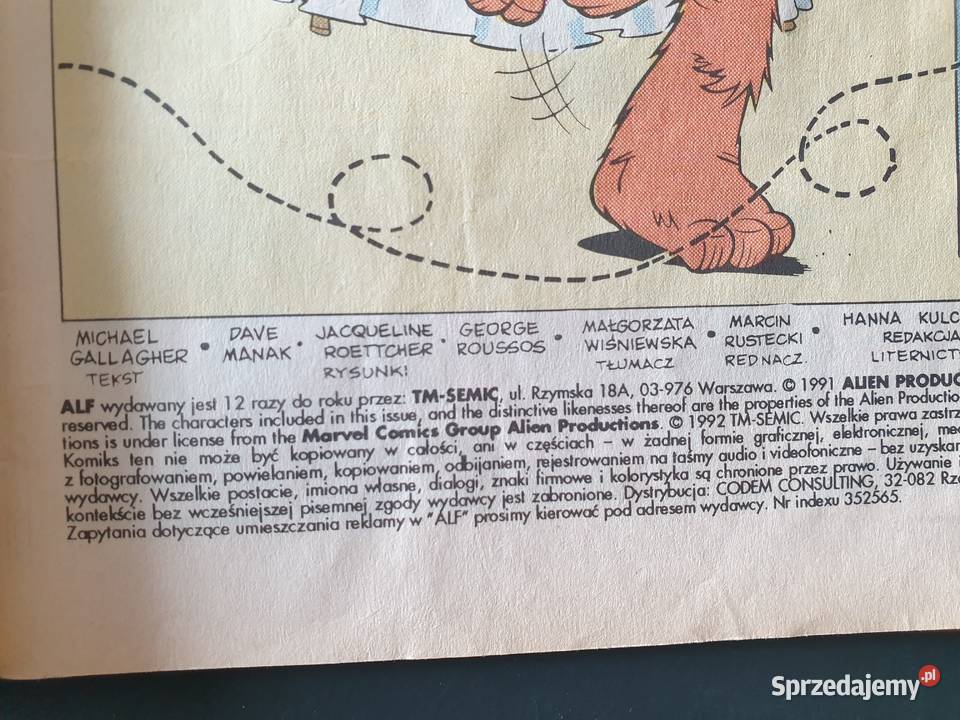 MICHAEL GALLAGHER TEKST • DAVE MANAK • JACQUELINE ROETTCHER RYSUNKI • GEORGE ROUSSOS • MAŁGORZATA WIŚNIEWSKA TŁUMACZ • MARCIN RUSTECKI RED NACZ. • HANNA
REDAKCJA
ALF wydawany jest 12 razy do roku przez: TM-SEMIC, ul. Rzymska 18A, 03-976 Warszawa. © 1991 ALIEN
reserved. The characters included in this issue, and the distinctive likenesses thereof are the properties of the Alien
tions is under license from the Marvel Comics Group Alien Productions. © 1992 TM-SEMIC. Wszelkie prawa
Komiks ten nie może być kopiowany w całości, ani w częściach – w żadnej formie graficznej, elektronicznej,
z fotografowaniem, powielaniem, kopiowaniem, odbijaniem, rejestrowaniem na taśmy audio i videofoniczne – bez
wydawcy. Wszelkie postacie, imiona własne, dialogi, znaki firmowe i kolorystyka są chronione przez prawo. Używanie
kontekście bez wcześniejszej pisemnej zgody wydawcy jest zabronione. Dystrybucja: CODEM CONSULTING, 32-082
Zapytania dotyczące umieszczania reklamy w "ALF" prosimy kierować pod adresem wydawcy. Nr indexu 352565.
Sprzedajemy.pl